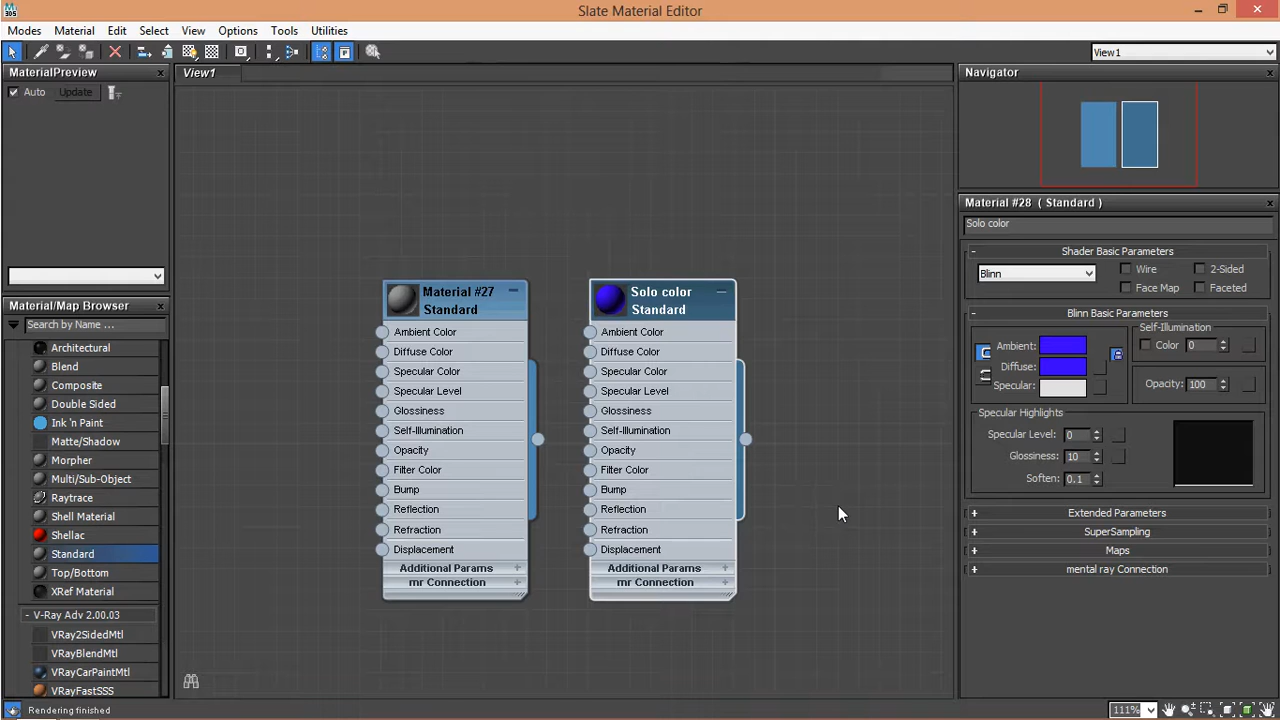 Slate Material Editor
Modes Material Edit Select View Options Tools Utilities
View1
MaterialPreview
Auto Update
Material/Map Browser
Search by Name ...
Architectural
Blend
Composite
Double Sided
Ink 'n Paint
Matte/Shadow
Morpher
Multi/Sub-Object
Raytrace
Shell Material
Shellac
Standard
Top/Bottom
XRef Material
- V-Ray Adv 2.00.03
VRay2SidedMtl
VRayBlendMtl
VRayCarPaintMtl
VRayFastSSS
Rendering finished
View1
Material #27
Standard
Ambient Color
Diffuse Color
Specular Color
Specular Level
Glossiness
Self-Illumination
Opacity
Filter Color
Bump
Reflection
Refraction
Displacement
Additional Params +
mr Connection +
Solo color
Standard
Ambient Color
Diffuse Color
Specular Color
Specular Level
Glossiness
Self-Illumination
Opacity
Filter Color
Bump
Reflection
Refraction
Displacement
Additional Params +
mr Connection +
Navigator
Material #28 ( Standard )
Solo color
- Shader Basic Parameters
Blinn Wire 2-Sided
Face Map Faceted
- Blinn Basic Parameters
Self-Illumination
Ambient: Color 0
Diffuse:
Specular: Opacity: 100
Specular Highlights
Specular Level: 0
Glossiness: 10
Soften: 0.1
+ Extended Parameters
+ SuperSampling
+ Maps
+ mental ray Connection
111%